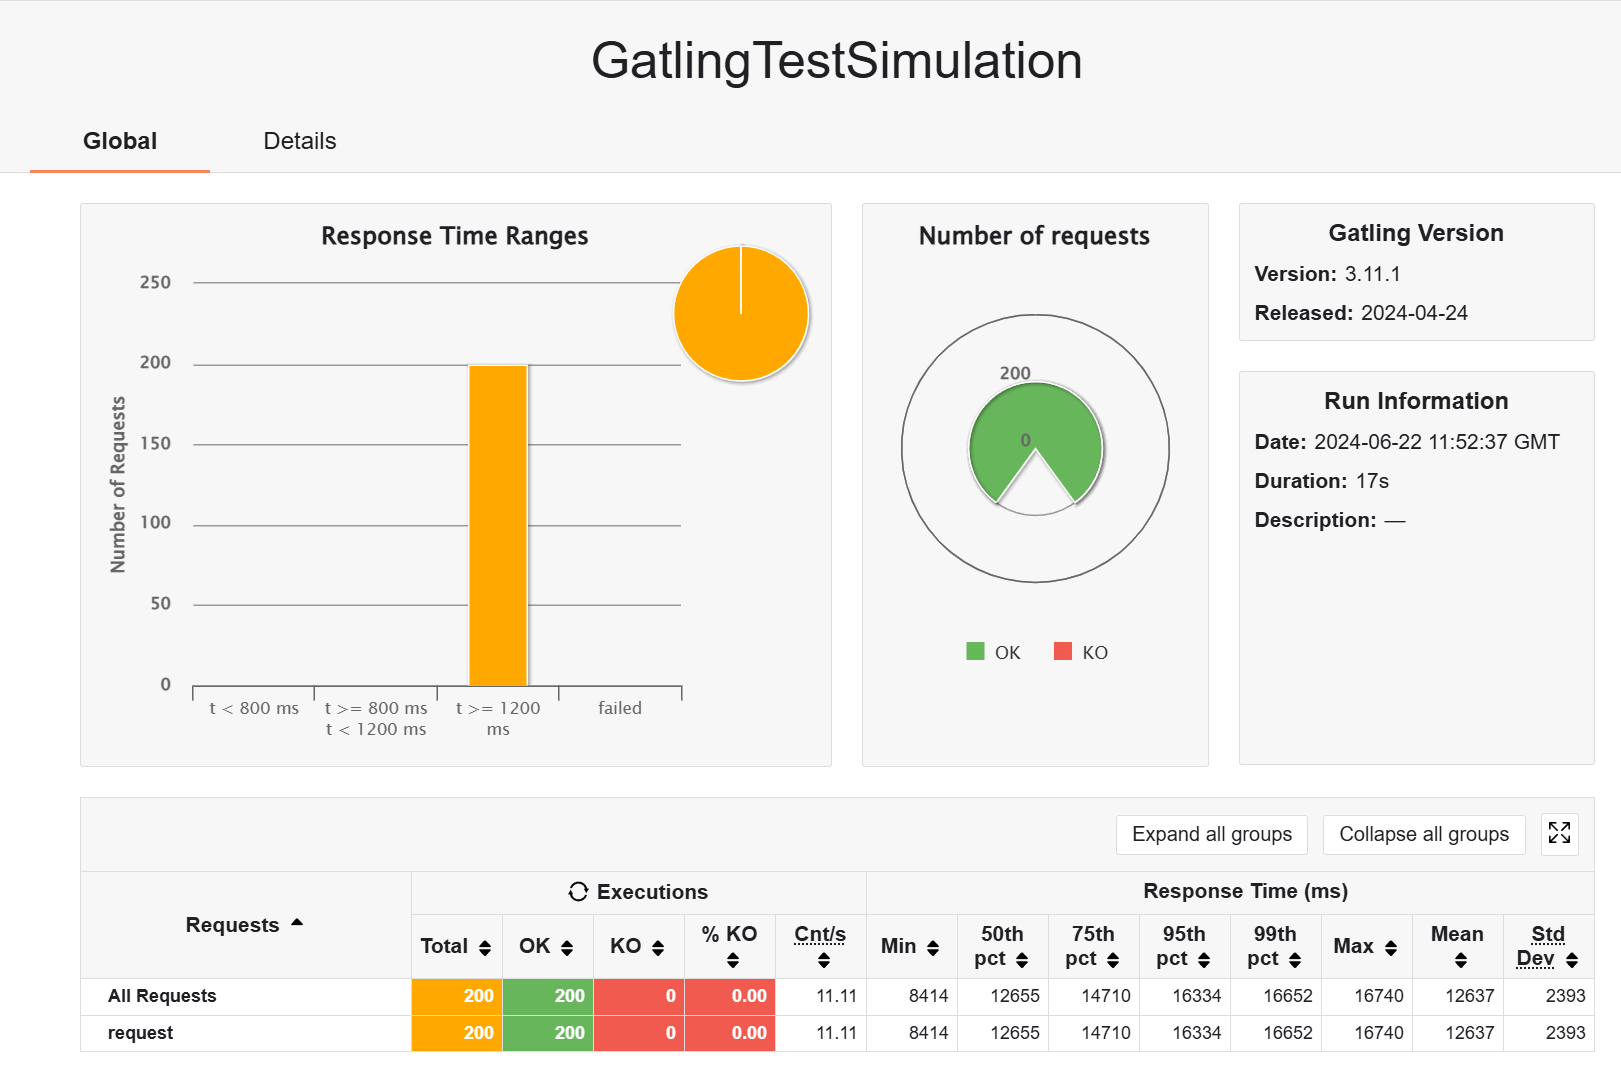 GatlingTestSimulation
Global Details
Response Time Ranges
250
200
150
100
50
0
Number of Requests
t < 800 ms
t >= 800 ms
t < 1200 ms
t >= 1200
ms
failed
Number of requests
200
0
OK KO
Gatling Version
Version: 3.11.1
Released: 2024-04-24
Run Information
Date: 2024-06-22 11:52:37 GMT
Duration: 17s
Description: —
Expand all groups Collapse all groups
Requests Executions Response Time (ms)
Total OK KO % KO Cnt/s Min 50th pct 75th pct 95th pct 99th pct Max Mean Std Dev
All Requests 200 200 0 0.00 11.11 8414 12655 14710 16334 16652 16740 12637 2393
request 200 200 0 0.00 11.11 8414 12655 14710 16334 16652 16740 12637 2393